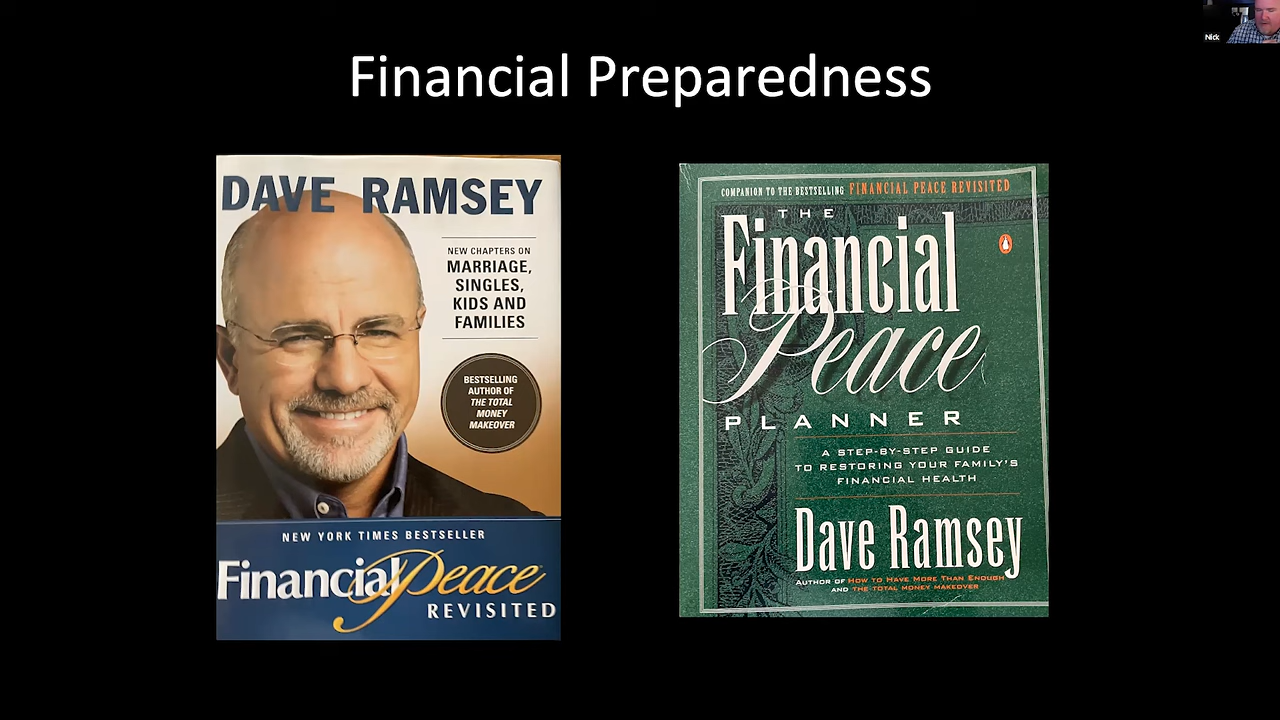 Nick
Financial Preparedness
DAVE RAMSEY
NEW CHAPTERS ON
MARRIAGE,
SINGLES,
KIDS AND
FAMILIES
BESTSELLING
AUTHOR OF
THE TOTAL
MONEY
MAKEOVER
NEW YORK TIMES BESTSELLER
Financial Peace
REVISITED
COMPANION TO THE BESTSELLING FINANCIAL PEACE REVISITED
THE
Financial
Peace
PLANNER
A STEP-BY-STEP GUIDE
TO RESTORING YOUR FAMILY'S
FINANCIAL HEALTH
Dave Ramsey
AUTHOR OF HOW TO HAVE MORE THAN ENOUGH
AND THE TOTAL MONEY MAKEOVER